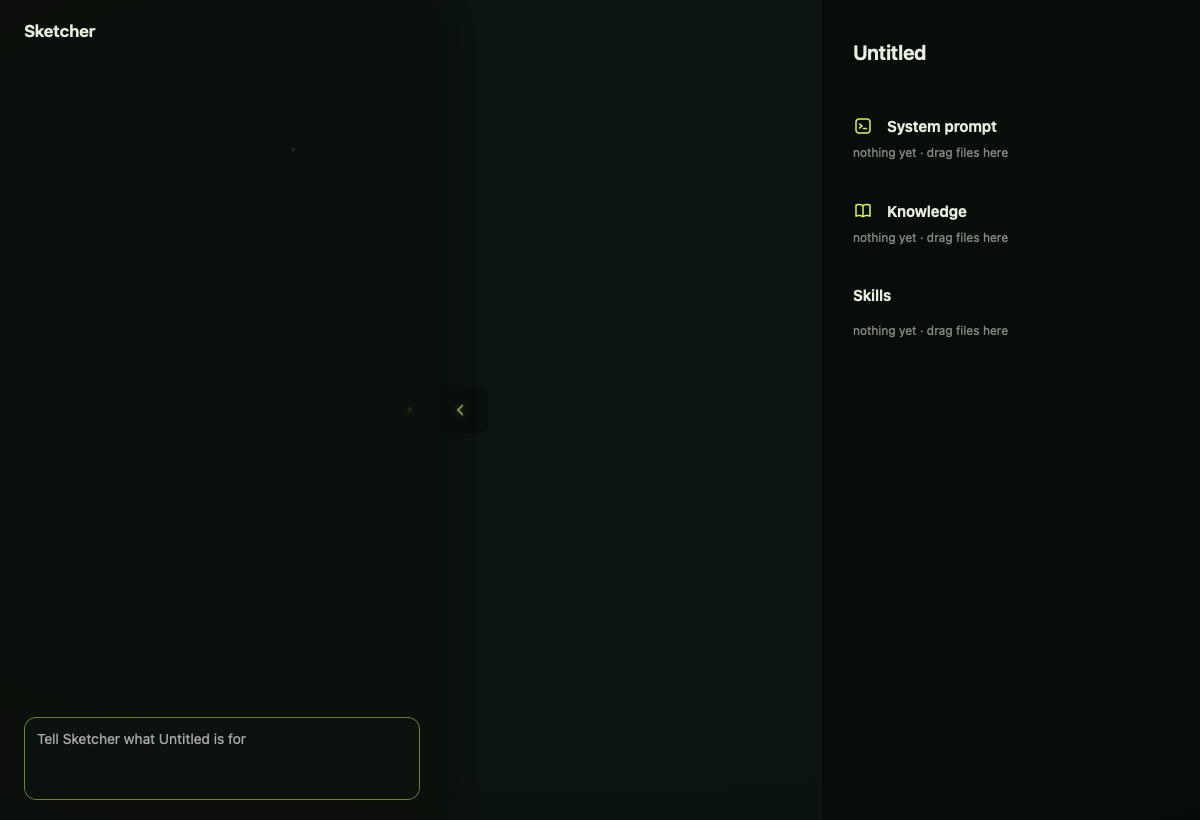 Sketcher
Tell Sketcher what Untitled is for
Untitled
System prompt
nothing yet · drag files here
Knowledge
nothing yet · drag files here
Skills
nothing yet · drag files here